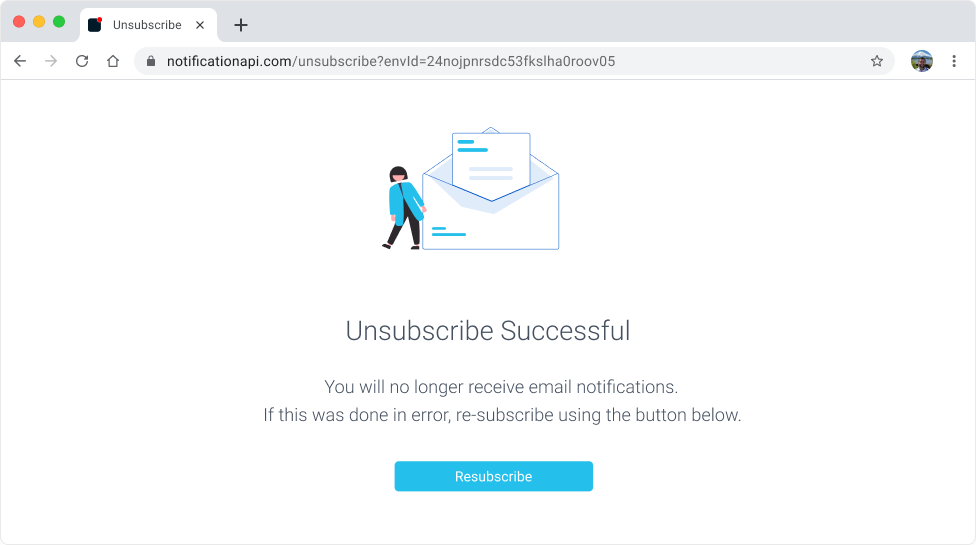 Unsubscribe
notificationapi.com/unsubscribe?envId=24nojpnrsdc53fkslha0roov05
Unsubscribe Successful
You will no longer receive email notifications.
If this was done in error, re-subscribe using the button below.
Resubscribe